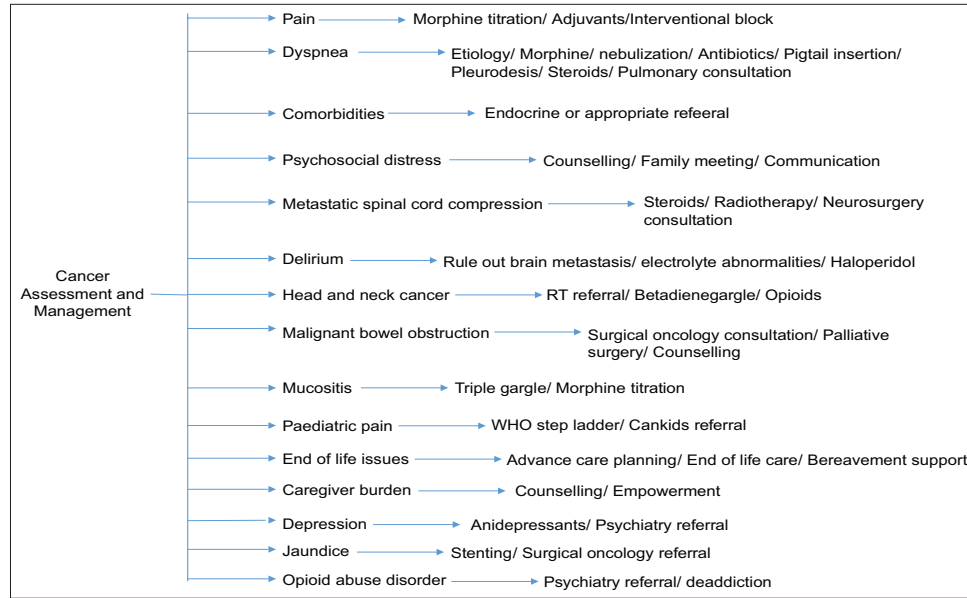 Pain
Morphine titration/ Adjuvants/Interventional block
Dyspnea
Etiology/ Morphine/ nebulization/ Antibiotics/ Pigtail insertion/
Pleurodesis/ Steroids/ Pulmonary consultation
Comorbidities
Endocrine or appropriate refeeral
Psychosocial distress
Counselling/ Family meeting/ Communication
Metastatic spinal cord compression
Steroids/ Radiotherapy/ Neurosurgery
consultation
Cancer
Assessment and
Management
Delirium
Rule out brain metastasis/ electrolyte abnormalities/ Haloperidol
Head and neck cancer
RT referral/ Betadienegargle/ Opioids
Malignant bowel obstruction
Surgical oncology consultation/ Palliative
surgery/ Counselling
Mucositis
Triple gargle/ Morphine titration
Paediatric pain
WHO step ladder/ Cankids referral
End of life issues
Advance care planning/ End of life care/ Bereavement support
Caregiver burden
Counselling/ Empowerment
Depression
Anidepressants/ Psychiatry referral
Jaundice
Stenting/ Surgical oncology referral
Opioid abuse disorder
Psychiatry referral/ deaddiction